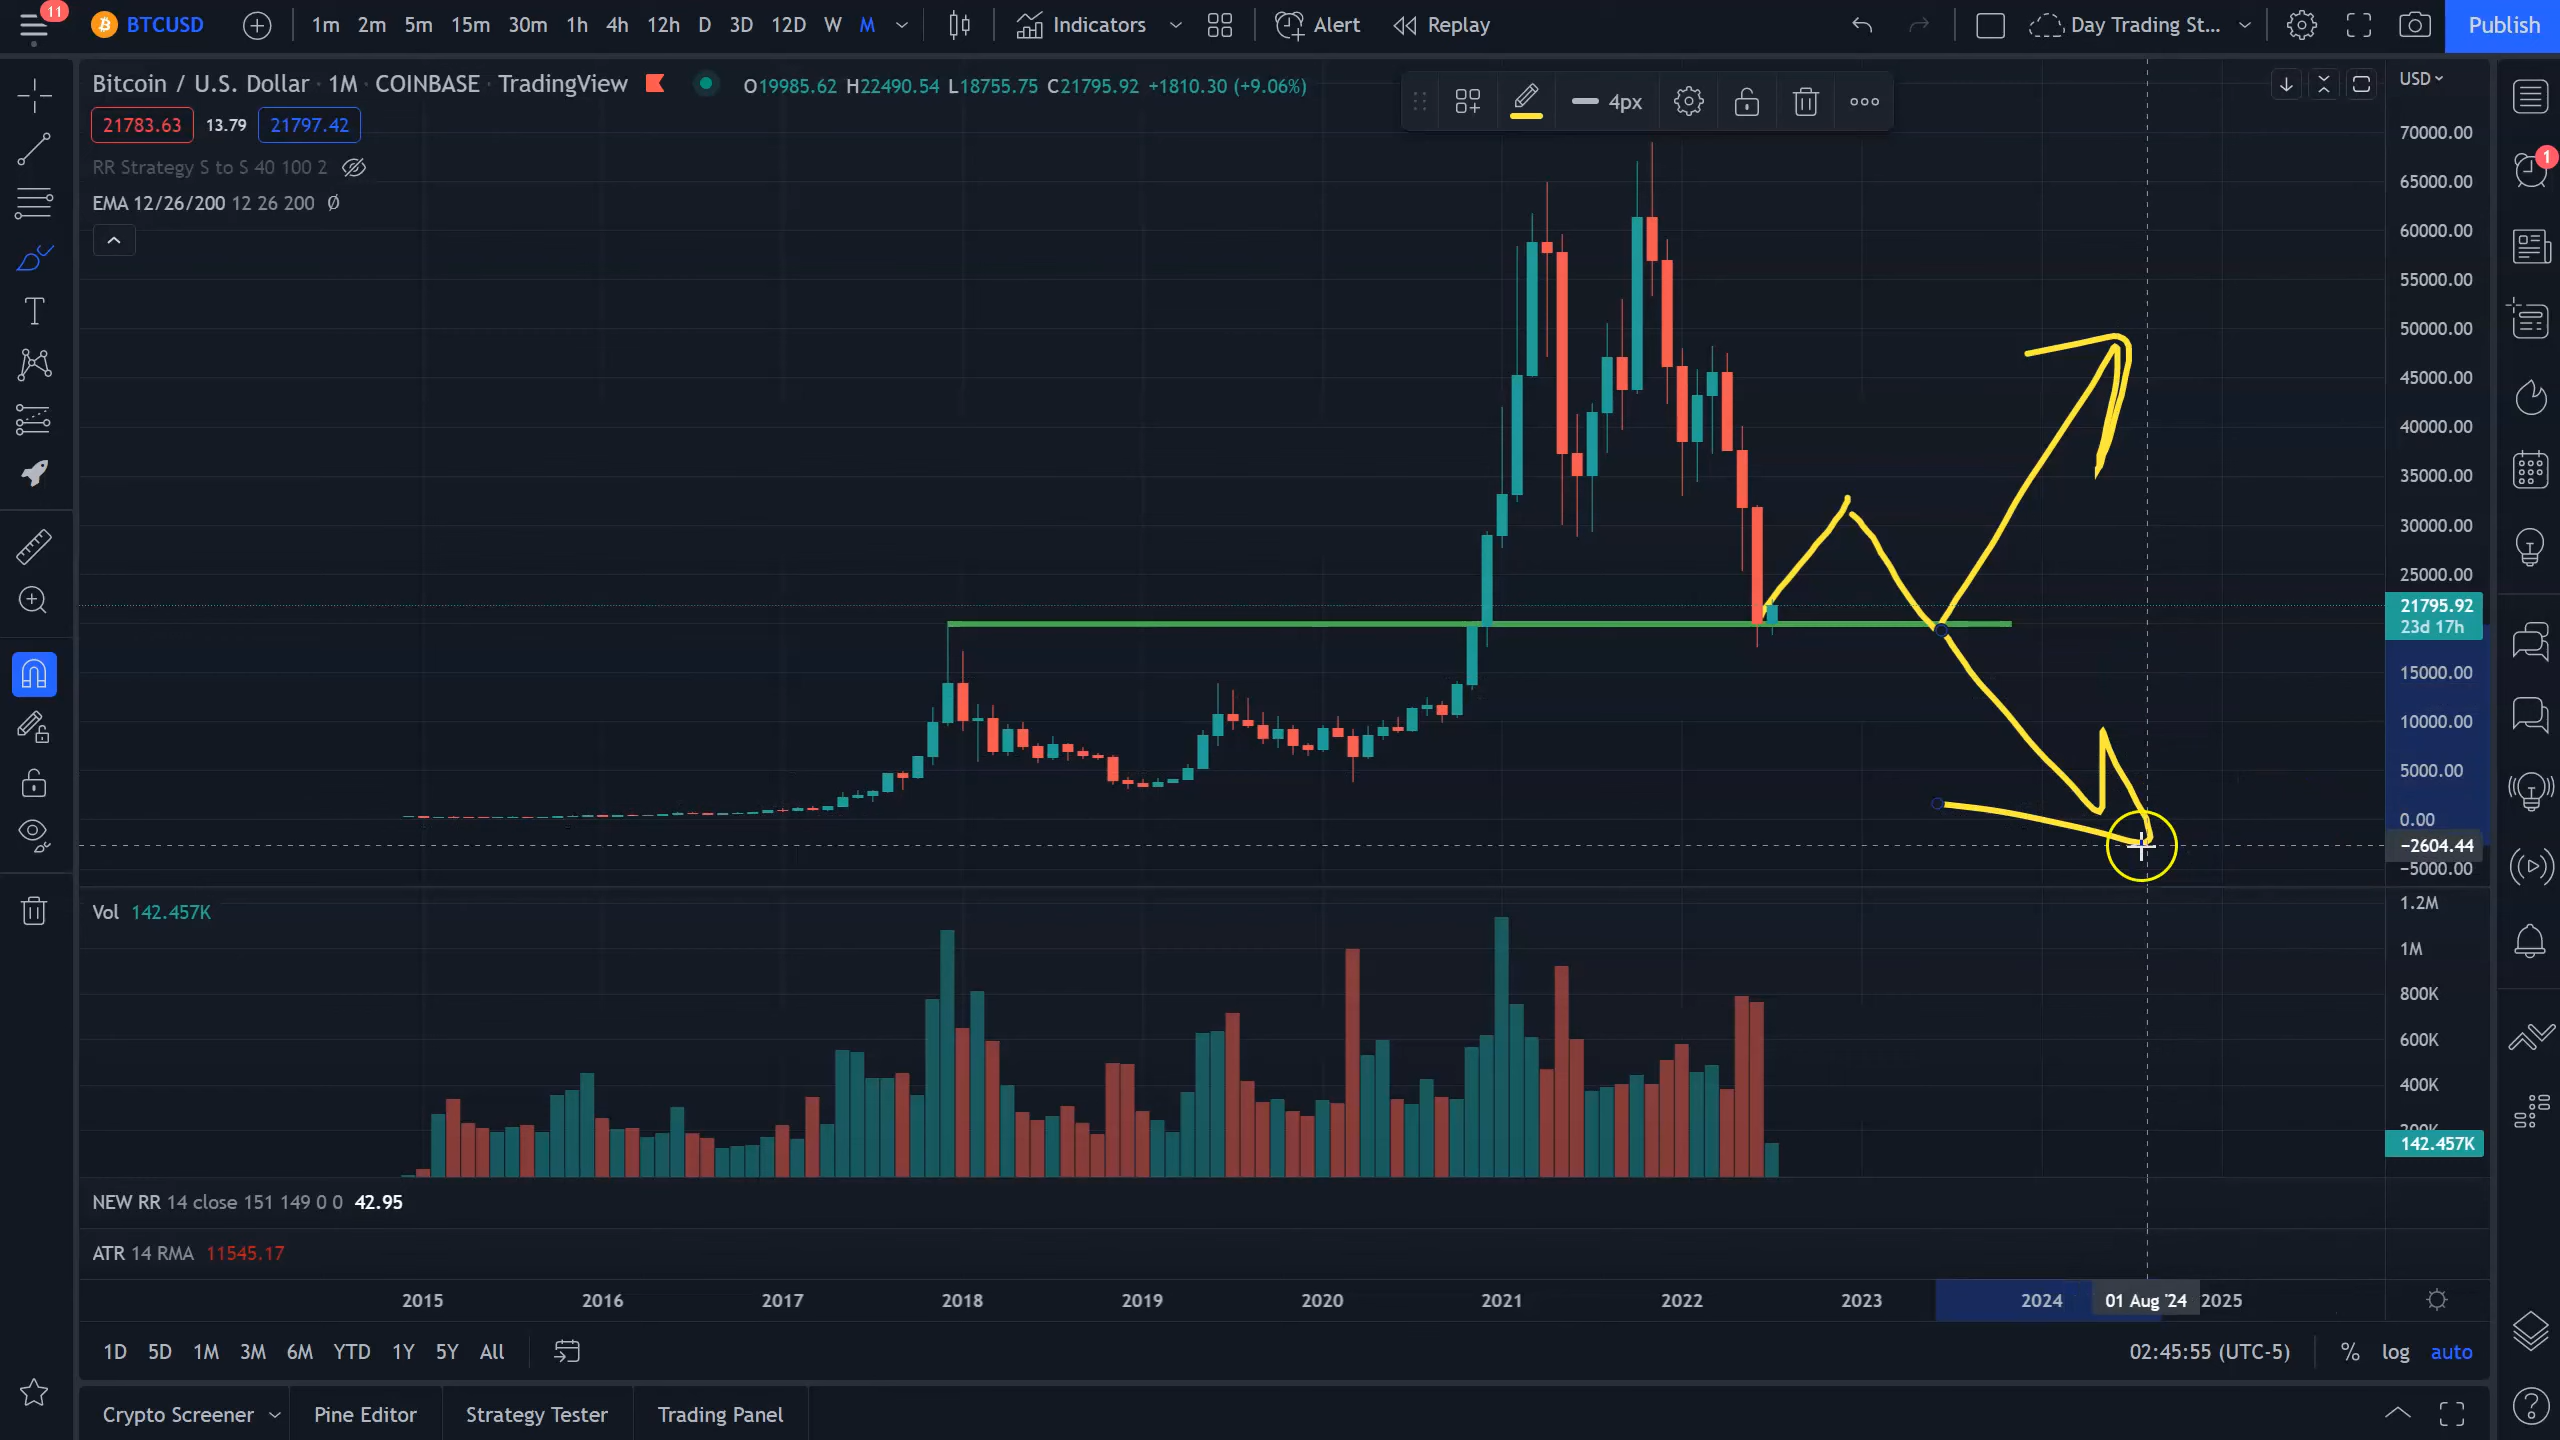 11
BTCUSD 1m 2m 5m 15m 30m 1h 4h 12h D 3D 12D W M Indicators Alert Replay Day Trading St... Publish
Bitcoin / U.S. Dollar · 1M · COINBASE · TradingView O19985.62 H22490.54 L18755.75 C21795.92 +1810.30 (+9.06%)
4px
USD
21783.63 13.79 21797.42
RR Strategy S to S 40 100 2
EMA 12/26/200 12 26 200 Ø
1
70000.00
65000.00
60000.00
55000.00
50000.00
45000.00
40000.00
35000.00
30000.00
25000.00
21795.92
23d 17h
15000.00
10000.00
5000.00
0.00
−2604.44
−5000.00
Vol 142.457K
1.2M
1M
800K
600K
400K
200K
142.457K
NEW RR 14 close 151 149 0 0 42.95
ATR 14 RMA 11545.17
2015 2016 2017 2018 2019 2020 2021 2022 2023 2024 01 Aug '24 2025
1D 5D 1M 3M 6M YTD 1Y 5Y All 02:45:55 (UTC-5) % log auto
Crypto Screener Pine Editor Strategy Tester Trading Panel